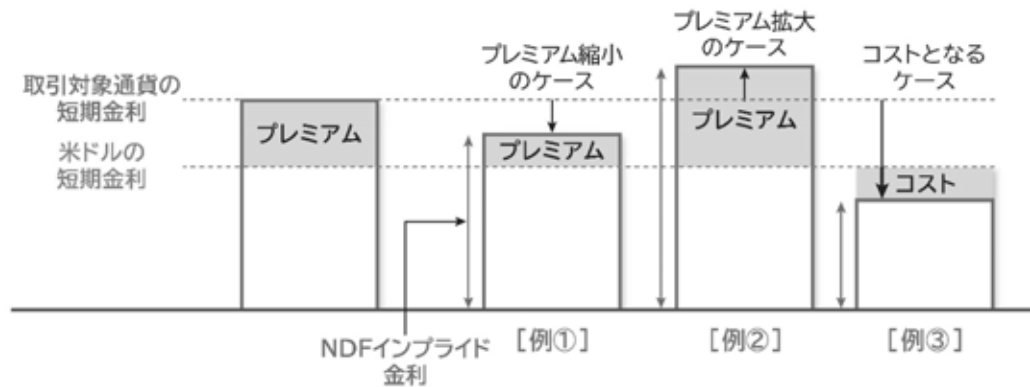 プレミアム縮小
のケース
プレミアム拡大
のケース
コストとなる
ケース
取引対象通貨の
短期金利
米ドルの
短期金利
プレミアム
プレミアム
プレミアム
コスト
NDFインプライド
金利
［例①］
［例②］
［例③］